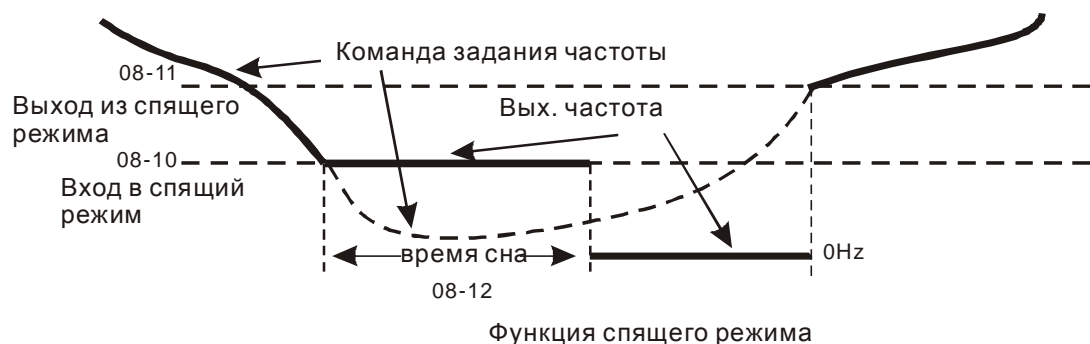 Команда задания частоты
08-11
Выход из спящего
режима
Вых. частота
08-10
Вход в спящий
режим
время сна
0Hz
08-12
Функция спящего режима